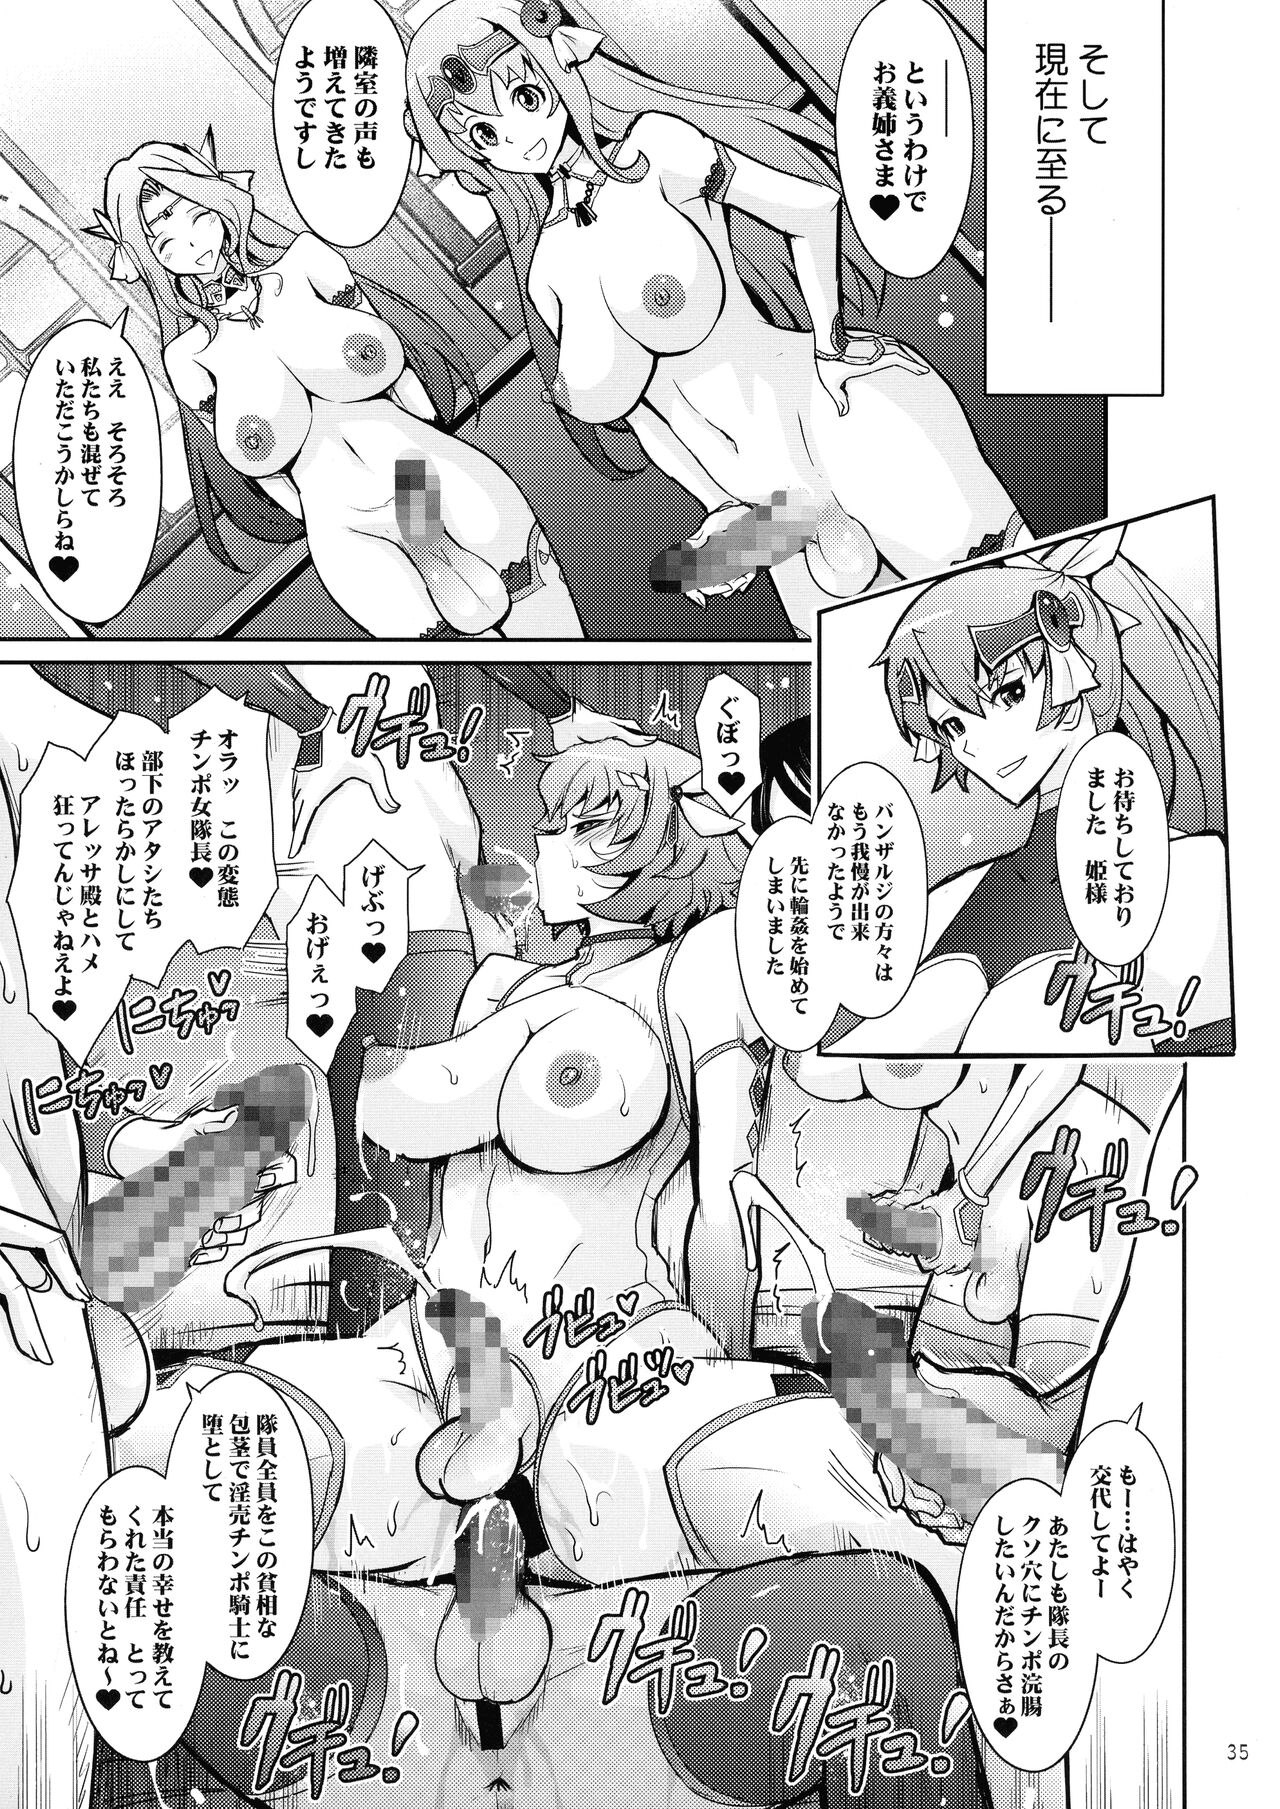 そして
現在に至る――
――
というわけで
お義姉さま♥
隣室の声も
増えてきた
ようですし
ええ そろそろ
私たちも混ぜて
いただこうかしらね♥
お待ちしており
ました 姫様
バンザルジの方々は
もう我慢が出来
なかったようで
先に輪姦を始めて
しまいました
グチュ!
グチュ!
ぐぼっ♥
げぶっ♥
おげぇっ♥
オラッ この変態
チンポ女隊長♥
部下のアタシたち
ほったらかしにして
アレッサ殿とハメ
狂ってんじゃねえよ♥
にちゅッ♥
にちゅッ♥
グチュ!
ブビュ♥
ブビュッ♥
もー…はやく
交代してよー
あたしも隊長の
クソ穴にチンポ浣腸
したいんだからさぁ♥
隊員全員をこの貧相な
包茎で淫売チンポ騎士に
堕として
本当の幸せを教えて
くれた責任 とって
もらわないとね～♥
グチュ!
グチュ!
35